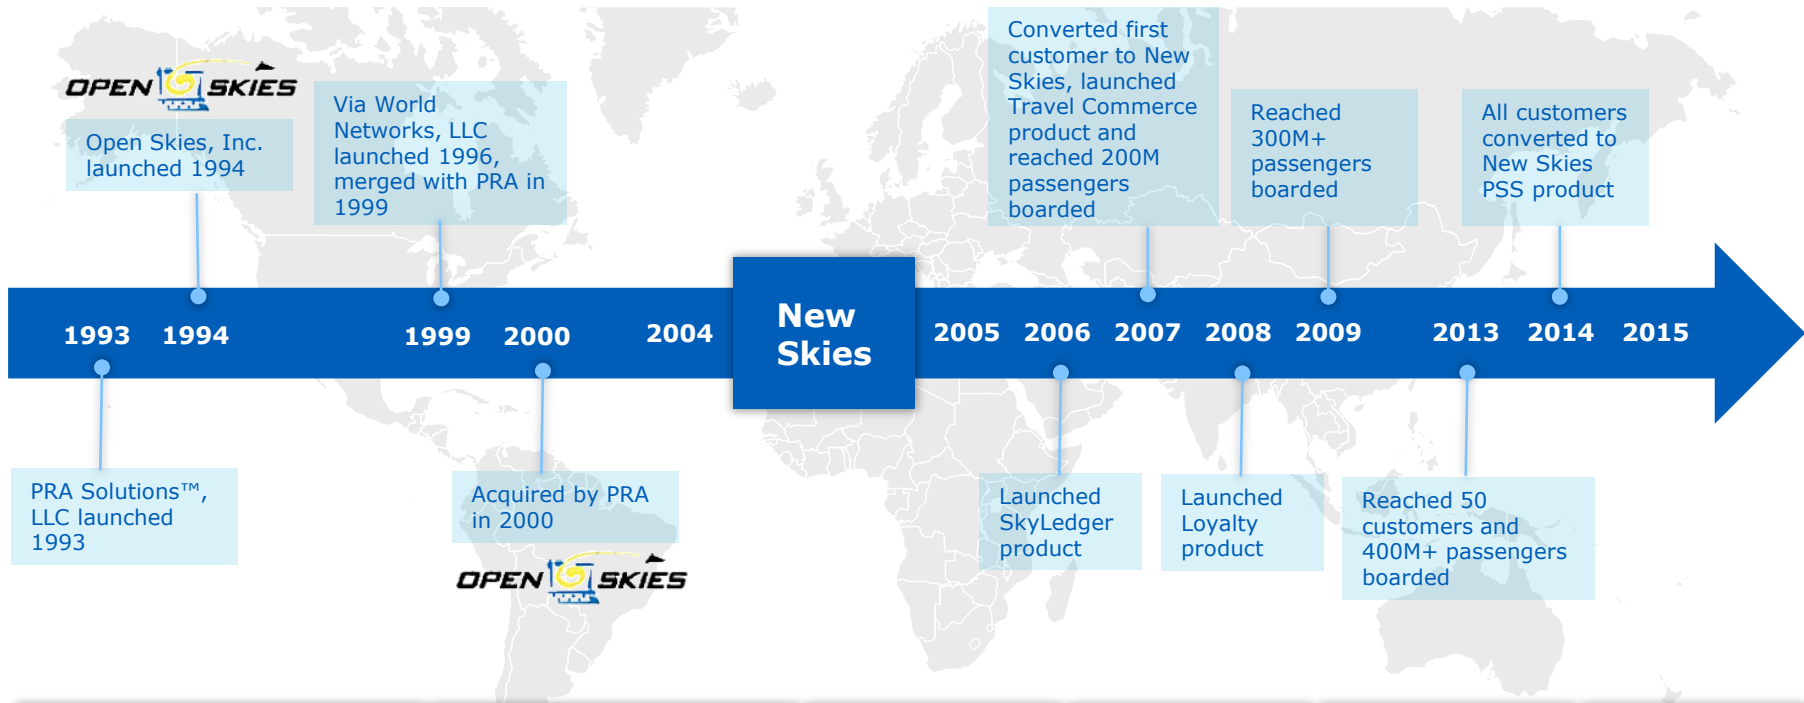 OPEN SKIES
Open Skies, Inc.
launched 1994
Via World
Networks, LLC
launched 1996,
merged with PRA in
1999
Converted first
customer to New
Skies, launched
Travel Commerce
product and
reached 200M
passengers
boarded
Reached
300M+
passengers
boarded
All customers
converted to
New Skies
PSS product
1993 1994 1999 2000 2004
New
Skies
2005 2006 2007 2008 2009 2013 2014 2015
PRA Solutions™,
LLC launched
1993
Acquired by PRA
in 2000
OPEN SKIES
Launched
SkyLedger
product
Launched
Loyalty
product
Reached 50
customers and
400M+ passengers
boarded